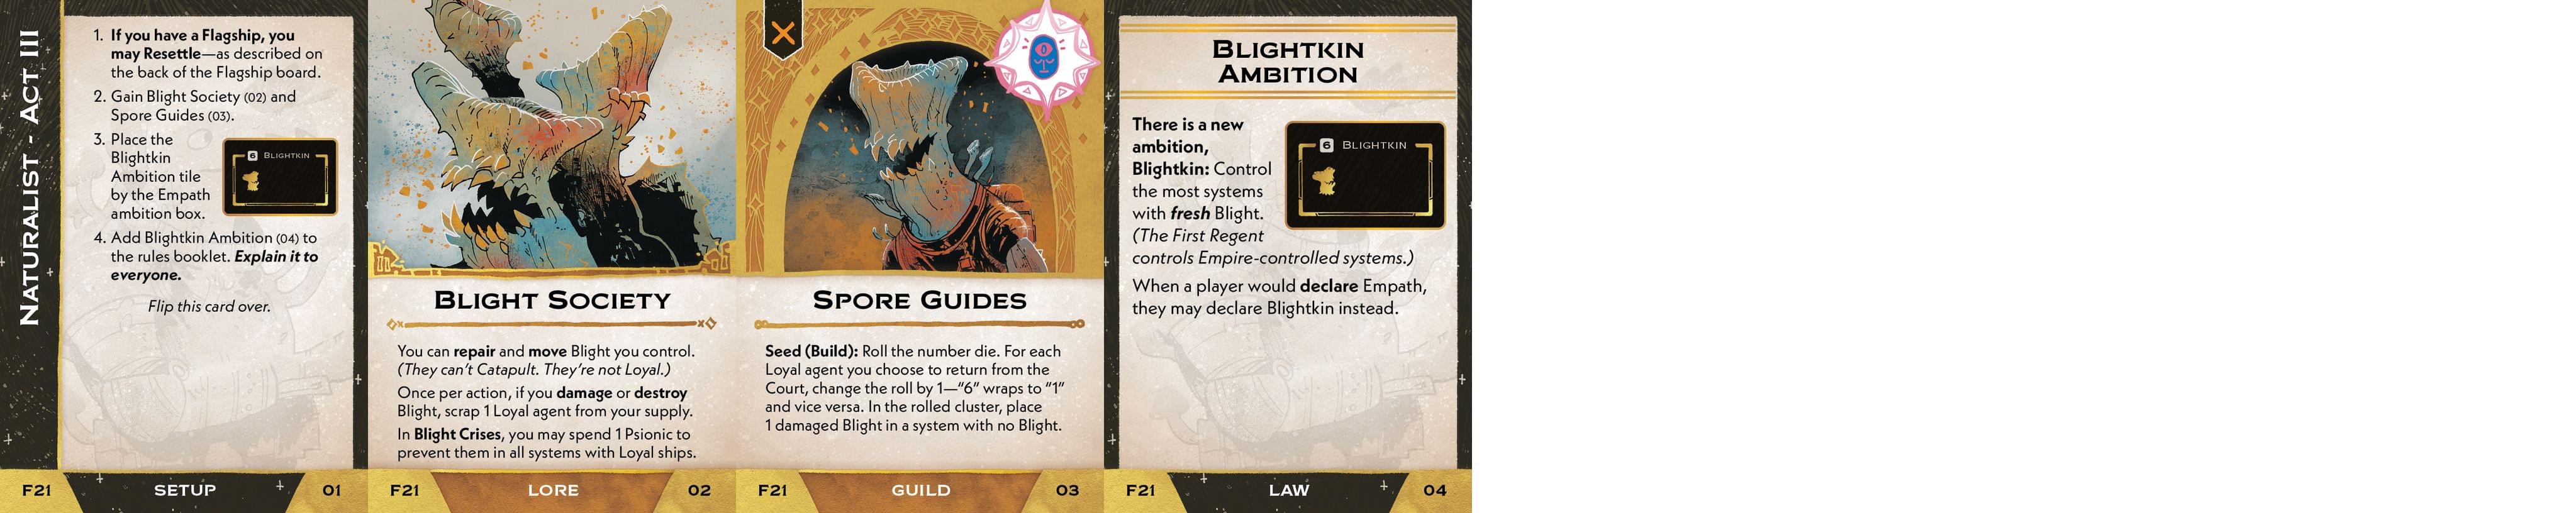 NATURALIST - ACT III
1. If you have a Flagship, you
may Resettle—as described on
the back of the Flagship board.
2. Gain Blight Society (02) and
Spore Guides (03).
3. Place the
Blightkin
Ambition tile
by the Empath
ambition box.
6 BLIGHTKIN
4. Add Blightkin Ambition (04) to
the rules booklet. Explain it to
everyone.
Flip this card over.
F21 SETUP 01
BLIGHT SOCIETY
You can repair and move Blight you control.
(They can't Catapult. They're not Loyal.)
Once per action, if you damage or destroy
Blight, scrap 1 Loyal agent from your supply.
In Blight Crises, you may spend 1 Psionic to
prevent them in all systems with Loyal ships.
F21 LORE 02
SPORE GUIDES
Seed (Build): Roll the number die. For each
Loyal agent you choose to return from the
Court, change the roll by 1—“6” wraps to “1”
and vice versa. In the rolled cluster, place
1 damaged Blight in a system with no Blight.
F21 GUILD 03
BLIGHTKIN
AMBITION
There is a new
ambition,
Blightkin: Control
the most systems
with fresh Blight.
(The First Regent
controls Empire-controlled systems.)
6 BLIGHTKIN
When a player would declare Empath,
they may declare Blightkin instead.
F21 LAW 04